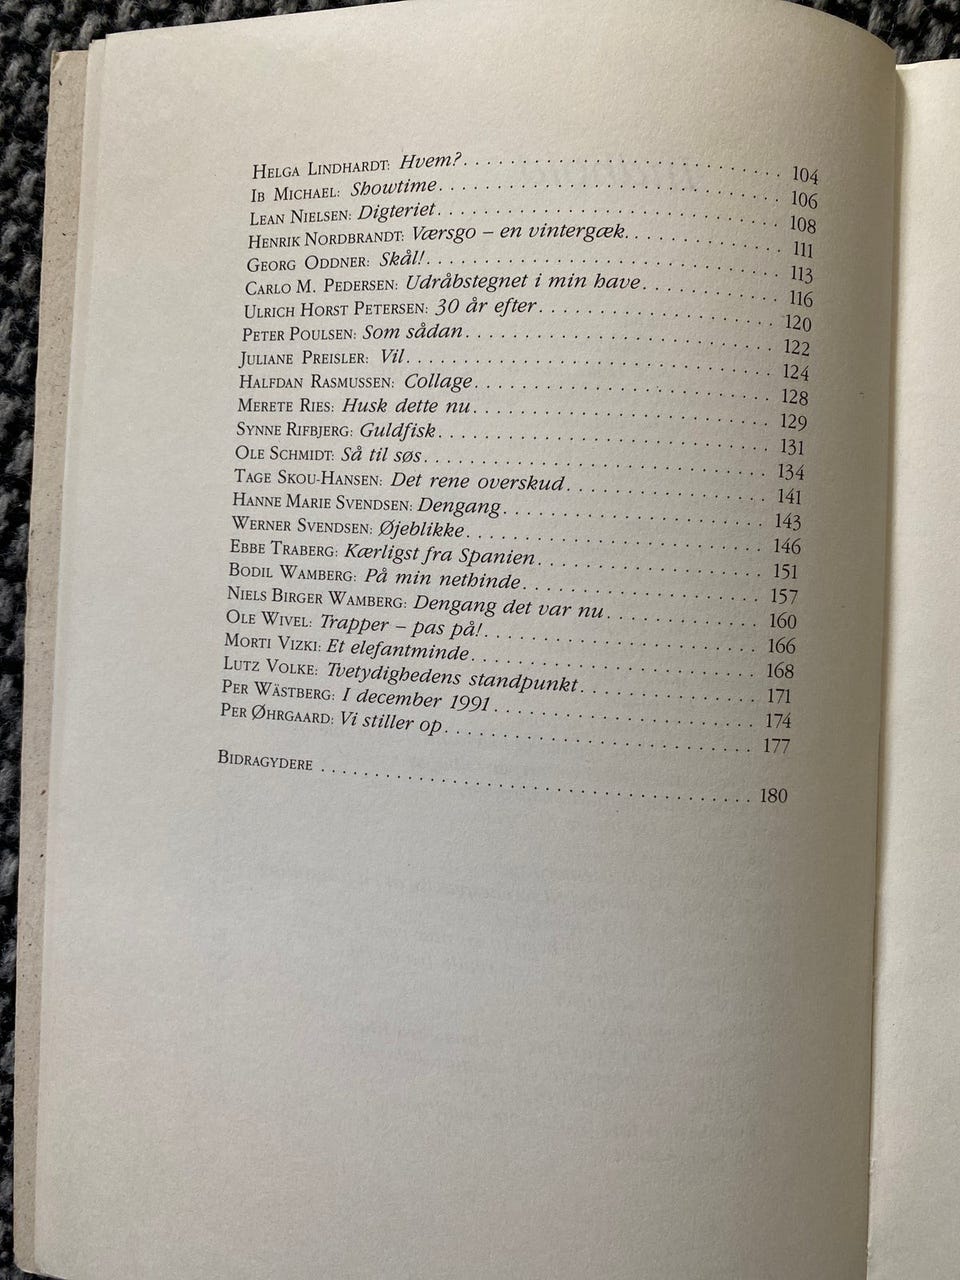 Helga Lindhardt: Hvem? . . . . . . . . . . . . . . . . . . . . . . . . . . . . 104
Ib Michael: Showtime . . . . . . . . . . . . . . . . . . . . . . . . . . . . 106
Lean Nielsen: Digteriet . . . . . . . . . . . . . . . . . . . . . . . . . . . . 108
Henrik Nordbrandt: Værsgo – en vintergæk . . . . . . . . . . . . . . 111
Georg Oddner: Skål! . . . . . . . . . . . . . . . . . . . . . . . . . . . . 113
Carlo M. Pedersen: Udråbstegnet i min have . . . . . . . . . . . . . . 116
Ulrich Horst Petersen: 30 år efter . . . . . . . . . . . . . . . . . . . . 120
Peter Poulsen: Som sådan . . . . . . . . . . . . . . . . . . . . . . . . . . 122
Juliane Preisler: Vil . . . . . . . . . . . . . . . . . . . . . . . . . . . . 124
Halfdan Rasmussen: Collage . . . . . . . . . . . . . . . . . . . . . . . . 128
Merete Ries: Husk dette nu . . . . . . . . . . . . . . . . . . . . . . . . 129
Synne Rifbjerg: Guldfisk . . . . . . . . . . . . . . . . . . . . . . . . . . 131
Ole Schmidt: Så til søs . . . . . . . . . . . . . . . . . . . . . . . . . . . . 134
Tage Skou-Hansen: Det rene overskud . . . . . . . . . . . . . . . . . . 141
Hanne Marie Svendsen: Dengang . . . . . . . . . . . . . . . . . . . . . . 143
Werner Svendsen: Øjeblikke . . . . . . . . . . . . . . . . . . . . . . . . 146
Ebbe Traberg: Kærligst fra Spanien . . . . . . . . . . . . . . . . . . . . 151
Bodil Wamberg: På min nethinde . . . . . . . . . . . . . . . . . . . . . . 157
Niels Birger Wamberg: Dengang det var nu . . . . . . . . . . . . . . 160
Ole Wivel: Trapper – pas på! . . . . . . . . . . . . . . . . . . . . . . . . 166
Morti Vizki: Et elefantminde . . . . . . . . . . . . . . . . . . . . . . . . 168
Lutz Volke: Tvetydighedens standpunkt . . . . . . . . . . . . . . . . 171
Per Wästberg: I december 1991 . . . . . . . . . . . . . . . . . . . . . . 174
Per Øhrgaard: Vi stiller op . . . . . . . . . . . . . . . . . . . . . . . . . . 177
Bidragydere . . . . . . . . . . . . . . . . . . . . . . . . . . . . . . . . . . 180